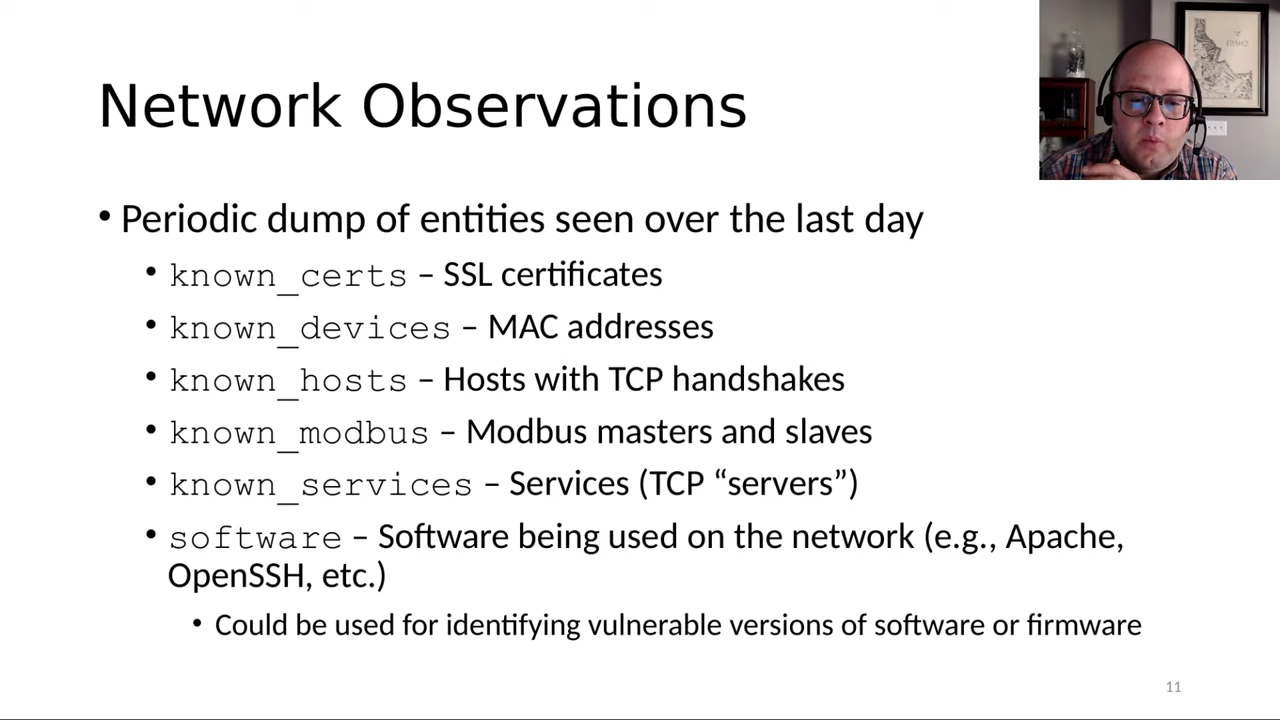 Network Observations
IDAHO
• Periodic dump of entities seen over the last day
• known_certs – SSL certificates
• known_devices – MAC addresses
• known_hosts – Hosts with TCP handshakes
• known_modbus – Modbus masters and slaves
• known_services – Services (TCP “servers”)
• software – Software being used on the network (e.g., Apache,
OpenSSH, etc.)
• Could be used for identifying vulnerable versions of software or firmware
11